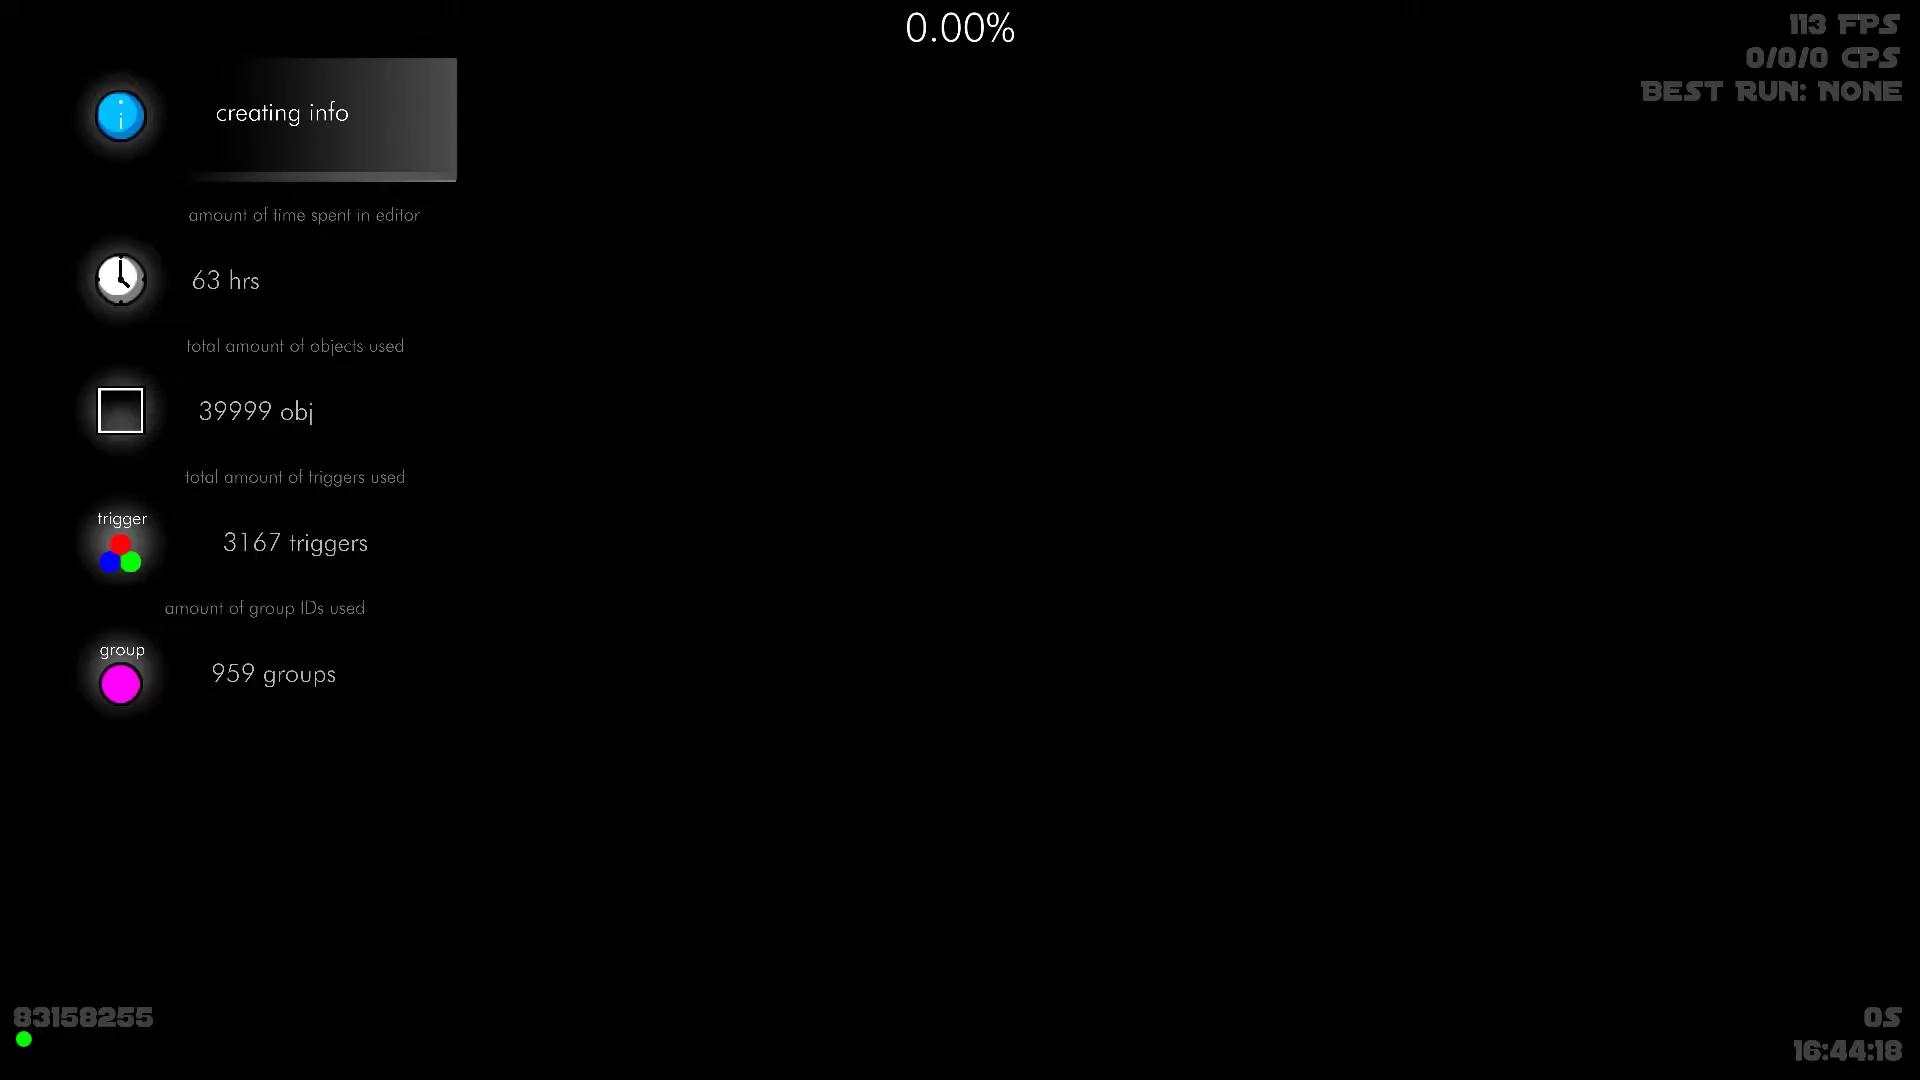 0.00%
113 FPS
0/0/0 CPS
BEST RUN: NONE
i
creating info
amount of time spent in editor
63 hrs
total amount of objects used
39999 obj
total amount of triggers used
trigger
3167 triggers
amount of group IDs used
group
959 groups
83158255
0S
16:44:18